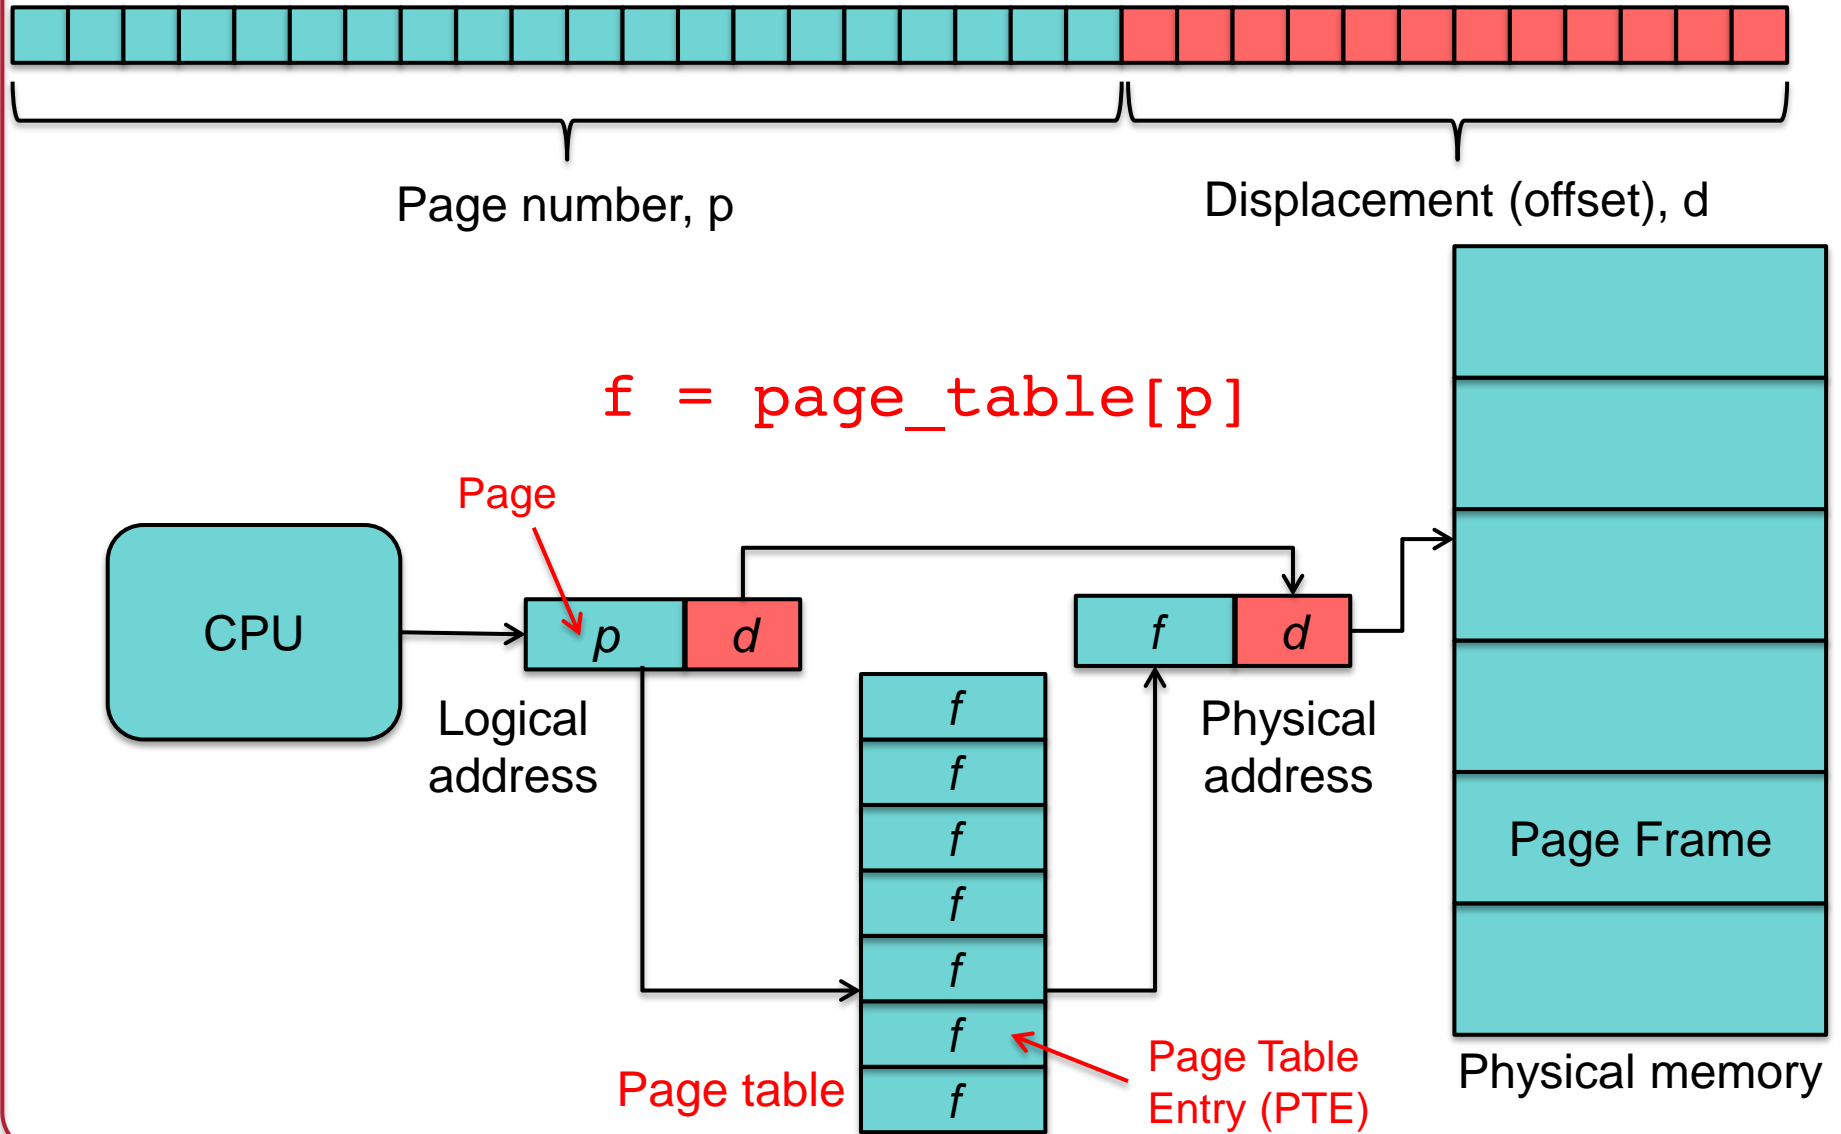 Page number, p
Displacement (offset), d
f = page_table[p]
Page
CPU
p
d
f
d
Logical
address
Physical
address
f
f
f
f
f
f
f
Page Frame
Page table
Page Table
Entry (PTE)
Physical memory